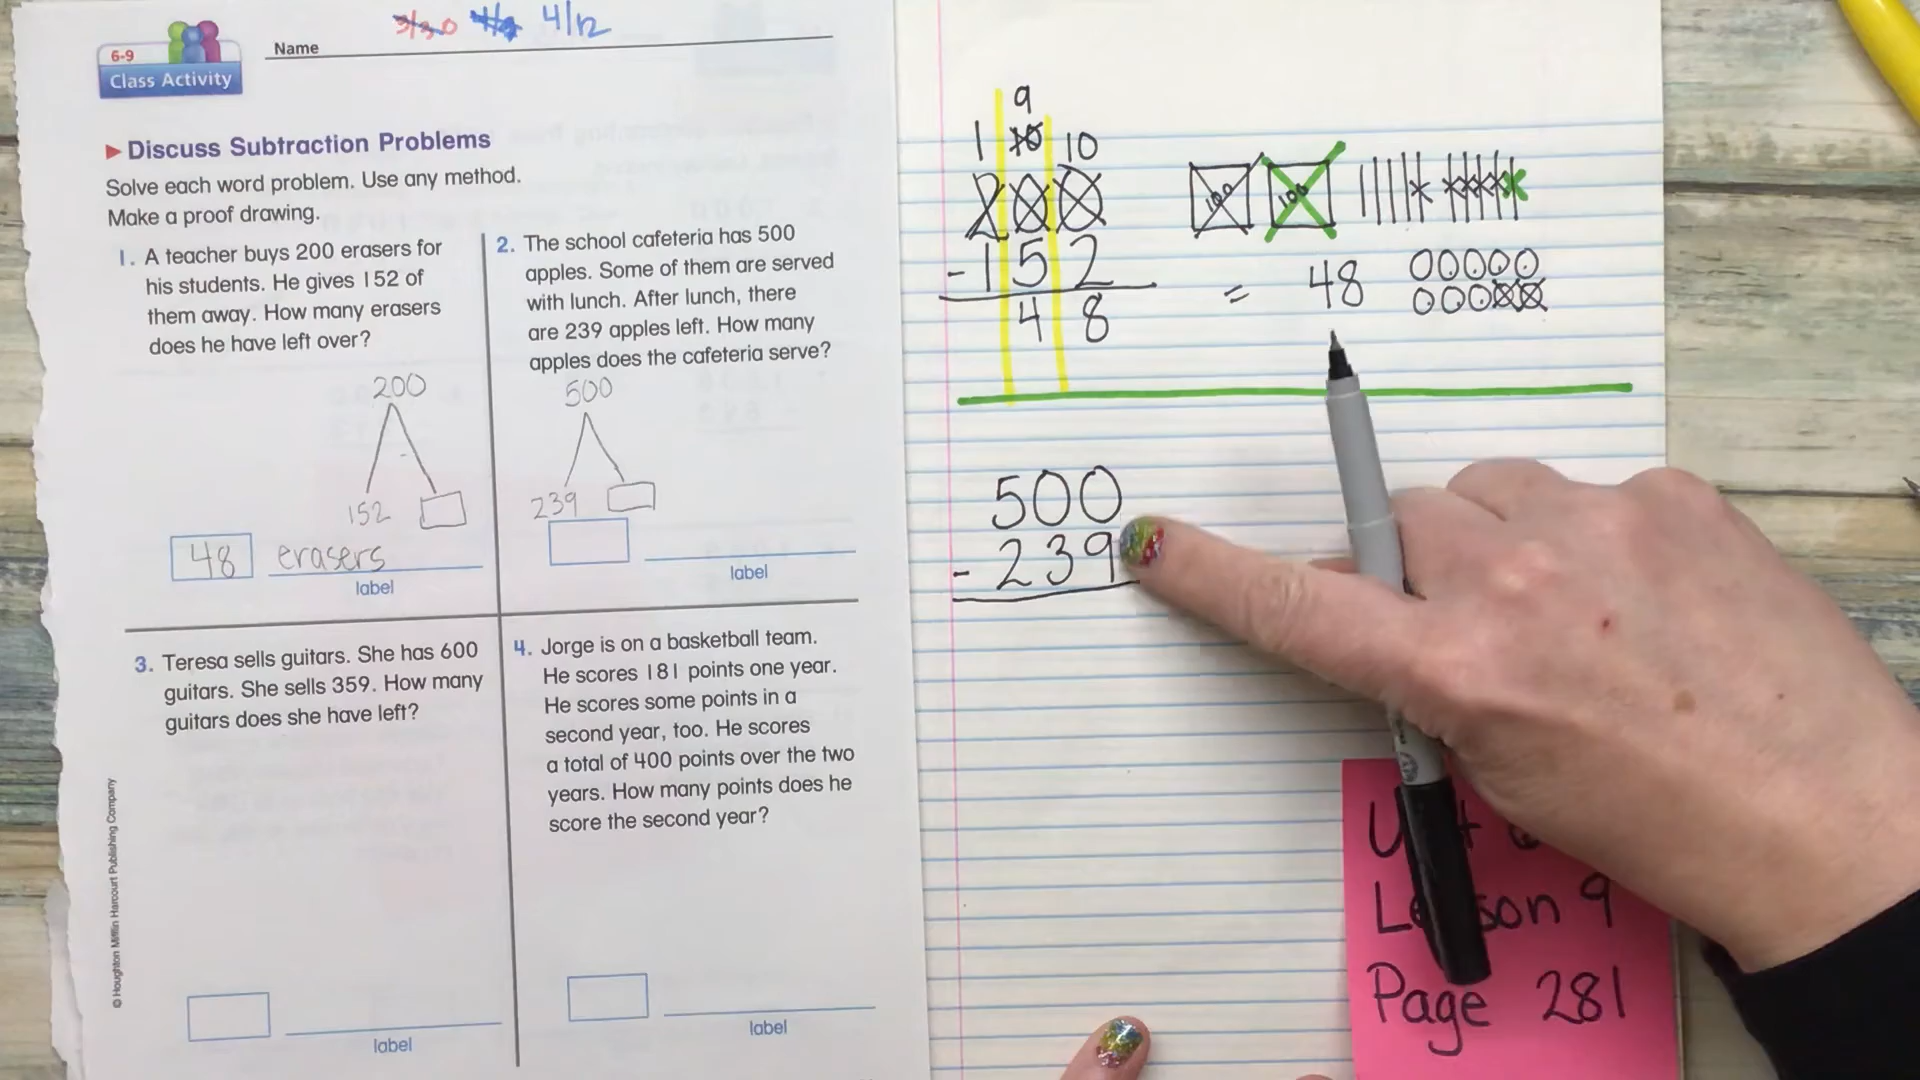 6-9
Class Activity
Name
3/30 4/12
Discuss Subtraction Problems
Solve each word problem. Use any method.
Make a proof drawing.
1. A teacher buys 200 erasers for
his students. He gives 152 of
them away. How many erasers
does he have left over?
200
152
48 erasers
label
2. The school cafeteria has 500
apples. Some of them are served
with lunch. After lunch, there
are 239 apples left. How many
apples does the cafeteria serve?
500
239
label
3. Teresa sells guitars. She has 600
guitars. She sells 359. How many
guitars does she have left?
label
4. Jorge is on a basketball team.
He scores 181 points one year.
He scores some points in a
second year, too. He scores
a total of 400 points over the two
years. How many points does he
score the second year?
label
© Houghton Mifflin Harcourt Publishing Company
9
1 10 10
200
-152
48
100 100
= 48
500
- 239
Lesson 9
Page 281